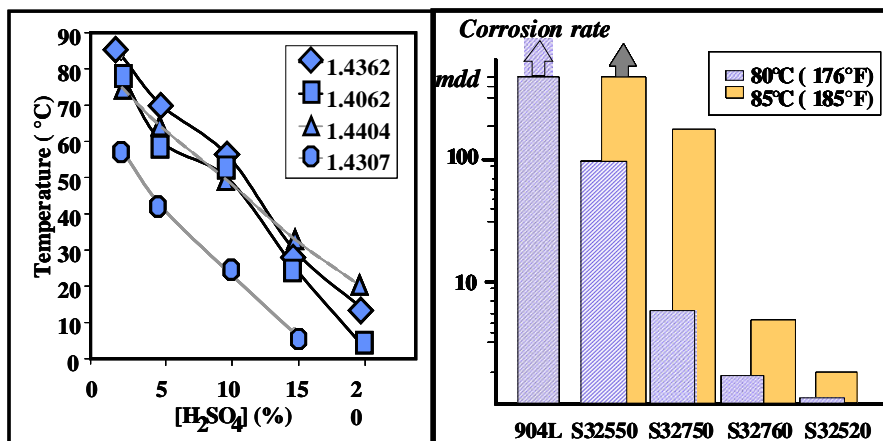 90
80
70
60
50
40
30
20
10
0
Temperature ( °C)
1.4362
1.4062
1.4404
1.4307
0 5 10 15 2
0
[H2SO4] (%)
Corrosion rate
mdd
100
10
80°C ( 176°F)
85°C ( 185°F)
904L S32550 S32750 S32760 S32520